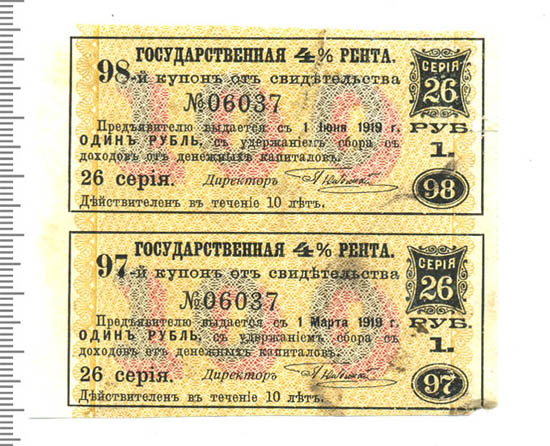 ГОСУДАРСТВЕННАЯ 4% РЕНТА.
98-й купонъ отъ свидѣтельства
№06037
Предъявителю выдается съ 1 Іюня 1919 г.
ОДИНЪ РУБЛЬ, съ удержаніемъ сбора съ
доходовъ отъ денежныхъ капиталовъ.
26 серія. Директоръ
Дѣйствителенъ въ теченіе 10 лѣтъ.
СЕРІЯ
26
РУБ.
1.
98
ГОСУДАРСТВЕННАЯ 4% РЕНТА.
97-й купонъ отъ свидѣтельства
№06037
Предъявителю выдается съ 1 Марта 1919 г.
ОДИНЪ РУБЛЬ, съ удержаніемъ сбора съ
доходовъ отъ денежныхъ капиталовъ.
26 серія. Директоръ
Дѣйствителенъ въ теченіе 10 лѣтъ.
СЕРІЯ
26
РУБ.
1.
97